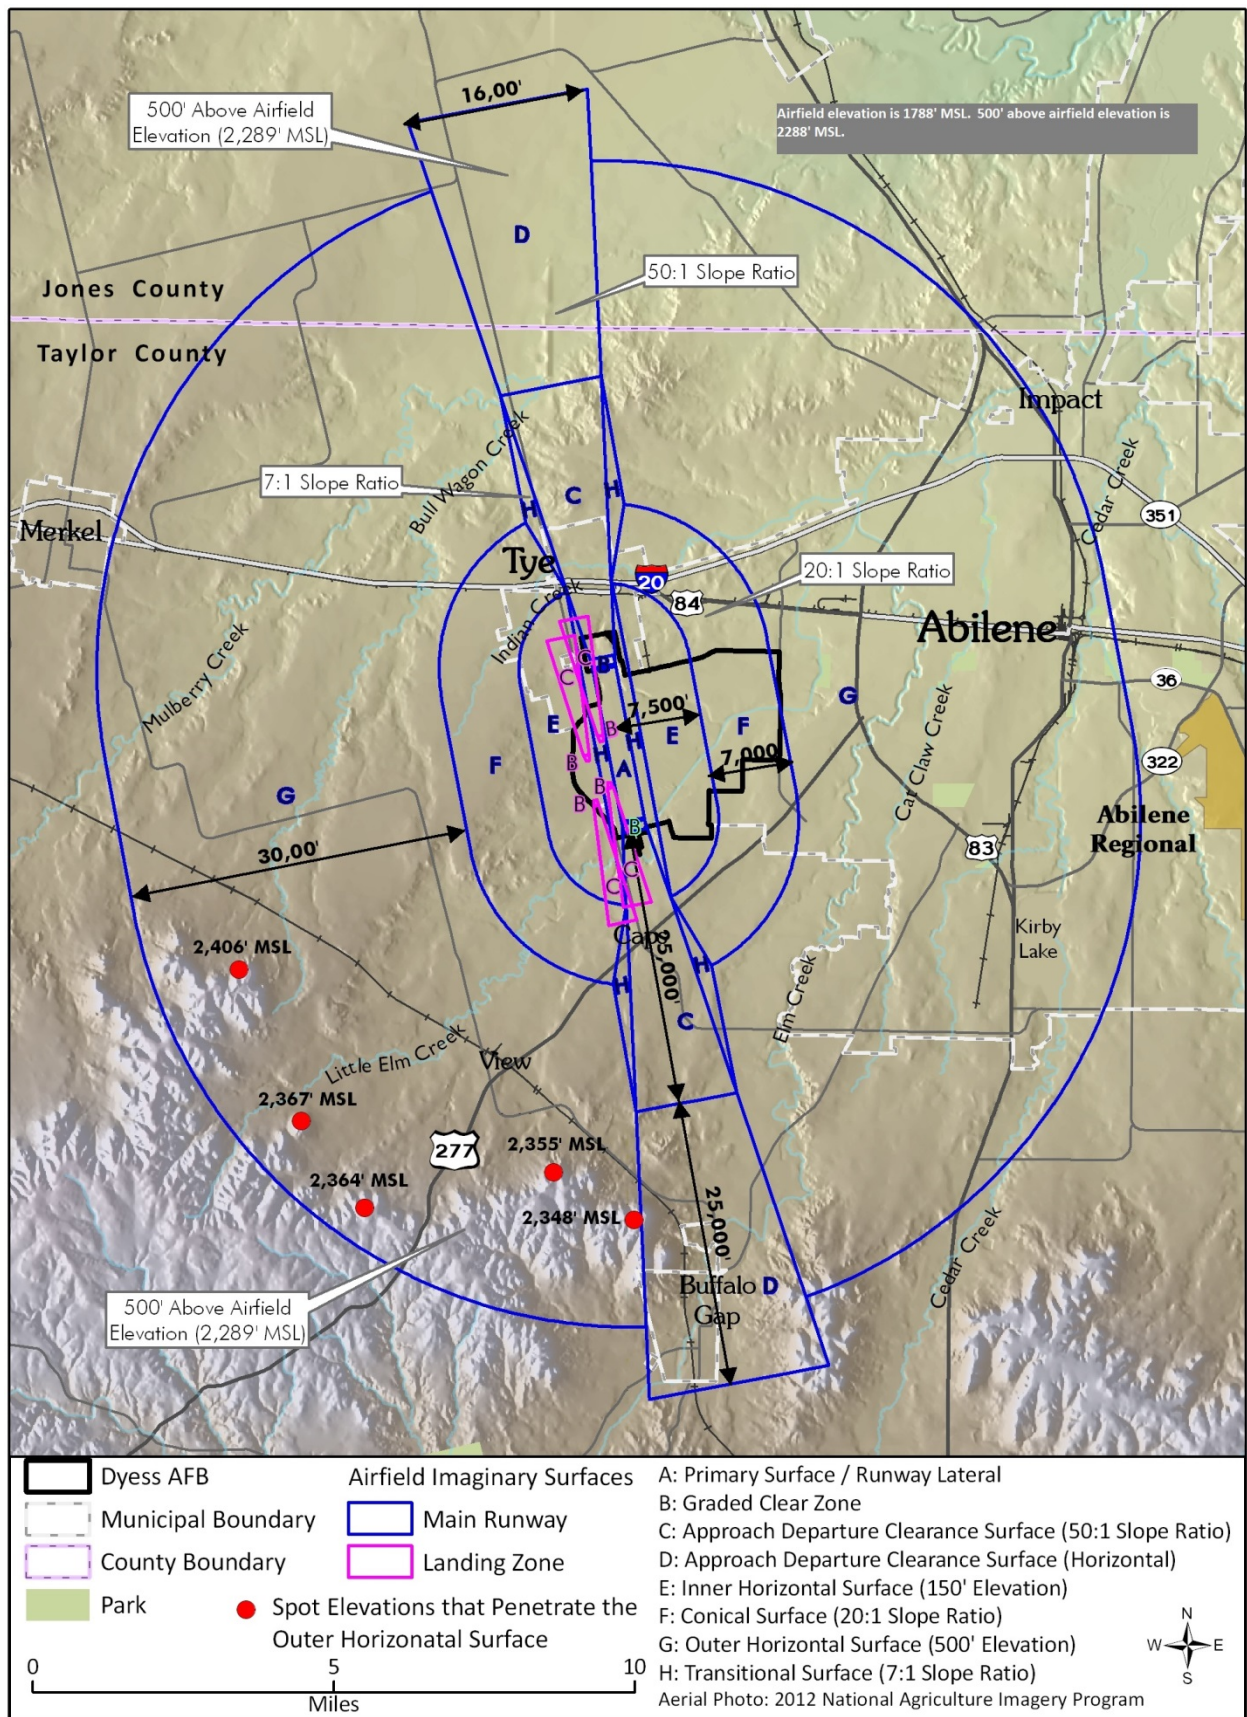 16,00'
500' Above Airfield
Elevation (2,289' MSL)
Airfield elevation is 1788' MSL.  500' above airfield elevation is
2288' MSL.
D
50:1 Slope Ratio
Jones County
Taylor County
Impact
Bull Wagon Creek
Cedar Creek
7:1 Slope Ratio
H
C
H
351
Merkel
Tye
20
20:1 Slope Ratio
84
Indian Creek
Abilene
Mulberry Creek
C
B
C
36
G
7,500'
E
B
H
E
F
Cat Claw Creek
F
H
A
7,000
322
B
G
B
B
B
Abilene
Regional
30,00'
83
C
C
Caps
Kirby
Lake
2,406' MSL
25,000'
H
H
Elm Creek
C
Little Elm Creek
View
2,367' MSL
277
2,355' MSL
2,364' MSL
2,348' MSL
25,000'
Cedar Creek
Buffalo
Gap
D
500' Above Airfield
Elevation (2,289' MSL)
Dyess AFB
Municipal Boundary
County Boundary
Park
Airfield Imaginary Surfaces
Main Runway
Landing Zone
Spot Elevations that Penetrate the
Outer Horizonatal Surface
0
5
10
Miles
A: Primary Surface / Runway Lateral
B: Graded Clear Zone
C: Approach Departure Clearance Surface (50:1 Slope Ratio)
D: Approach Departure Clearance Surface (Horizontal)
E: Inner Horizontal Surface (150' Elevation)
F: Conical Surface (20:1 Slope Ratio)
G: Outer Horizontal Surface (500' Elevation)
H: Transitional Surface (7:1 Slope Ratio)
Aerial Photo: 2012 National Agriculture Imagery Program
N
W
E
S